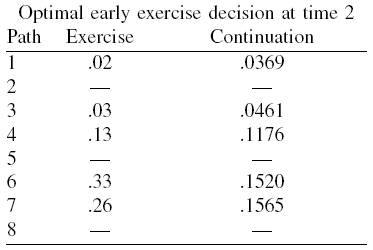 Optimal early exercise decision at time 2
Path Exercise Continuation
1 .02 .0369
2 — —
3 .03 .0461
4 .13 .1176
5 — —
6 .33 .1520
7 .26 .1565
8 — —